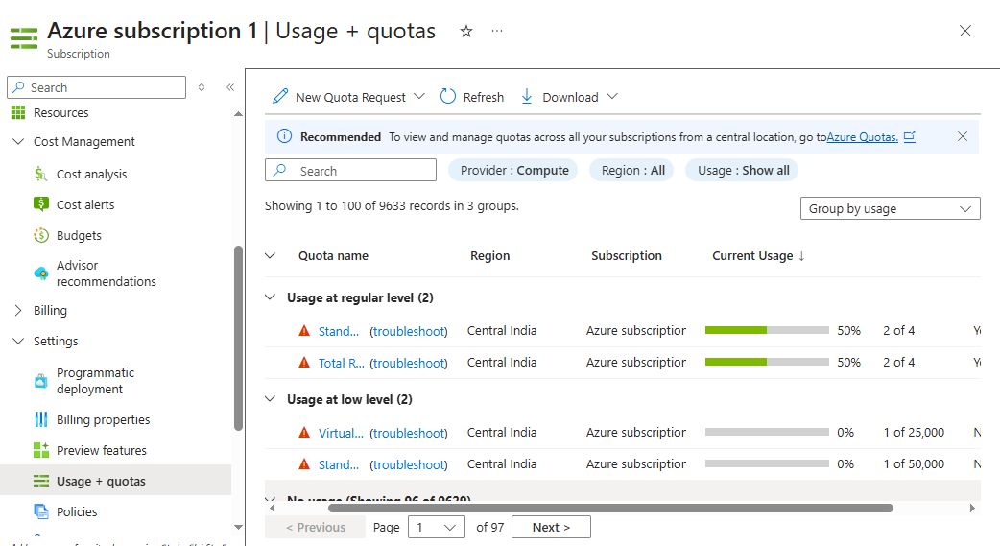 Azure subscription 1 | Usage + quotas
Subscription
Search
Resources
Cost Management
Cost analysis
Cost alerts
Budgets
Advisor
recommendations
Billing
Settings
Programmatic
deployment
Billing properties
Preview features
Usage + quotas
Policies
New Quota Request
Refresh
Download
Recommended To view and manage quotas across all your subscriptions from a central location, go to Azure Quotas.
Search
Provider : Compute
Region : All
Usage : Show all
Showing 1 to 100 of 9633 records in 3 groups.
Group by usage
Quota name Region Subscription Current Usage ↓
Usage at regular level (2)
Stand... (troubleshoot) Central India Azure subscription 50% 2 of 4
Total R... (troubleshoot) Central India Azure subscription 50% 2 of 4
Usage at low level (2)
Virtual... (troubleshoot) Central India Azure subscription 0% 1 of 25,000
Stand... (troubleshoot) Central India Azure subscription 0% 1 of 50,000
No usage (Showing 96 of 9629)
< Previous Page 1 of 97 Next >